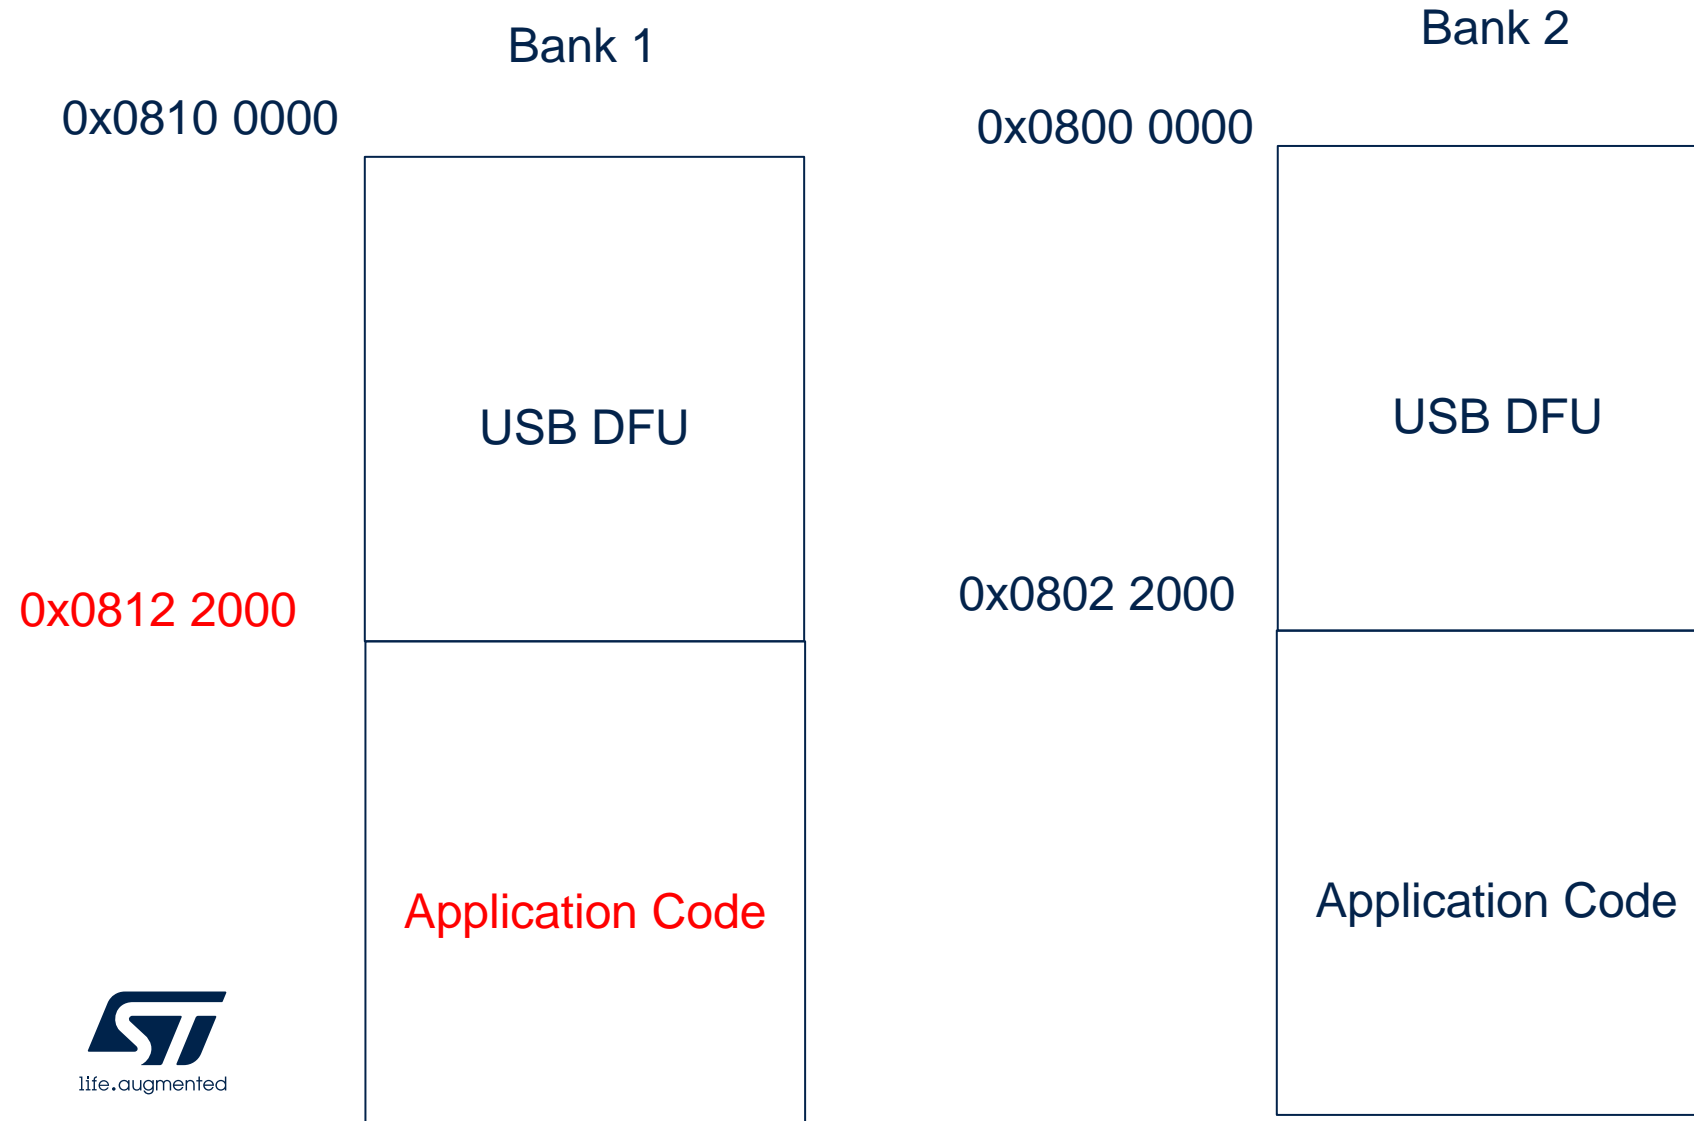 Bank 1
0x0810 0000
USB DFU
0x0812 2000
Application Code
Bank 2
0x0800 0000
USB DFU
0x0802 2000
Application Code
ST
life.augmented